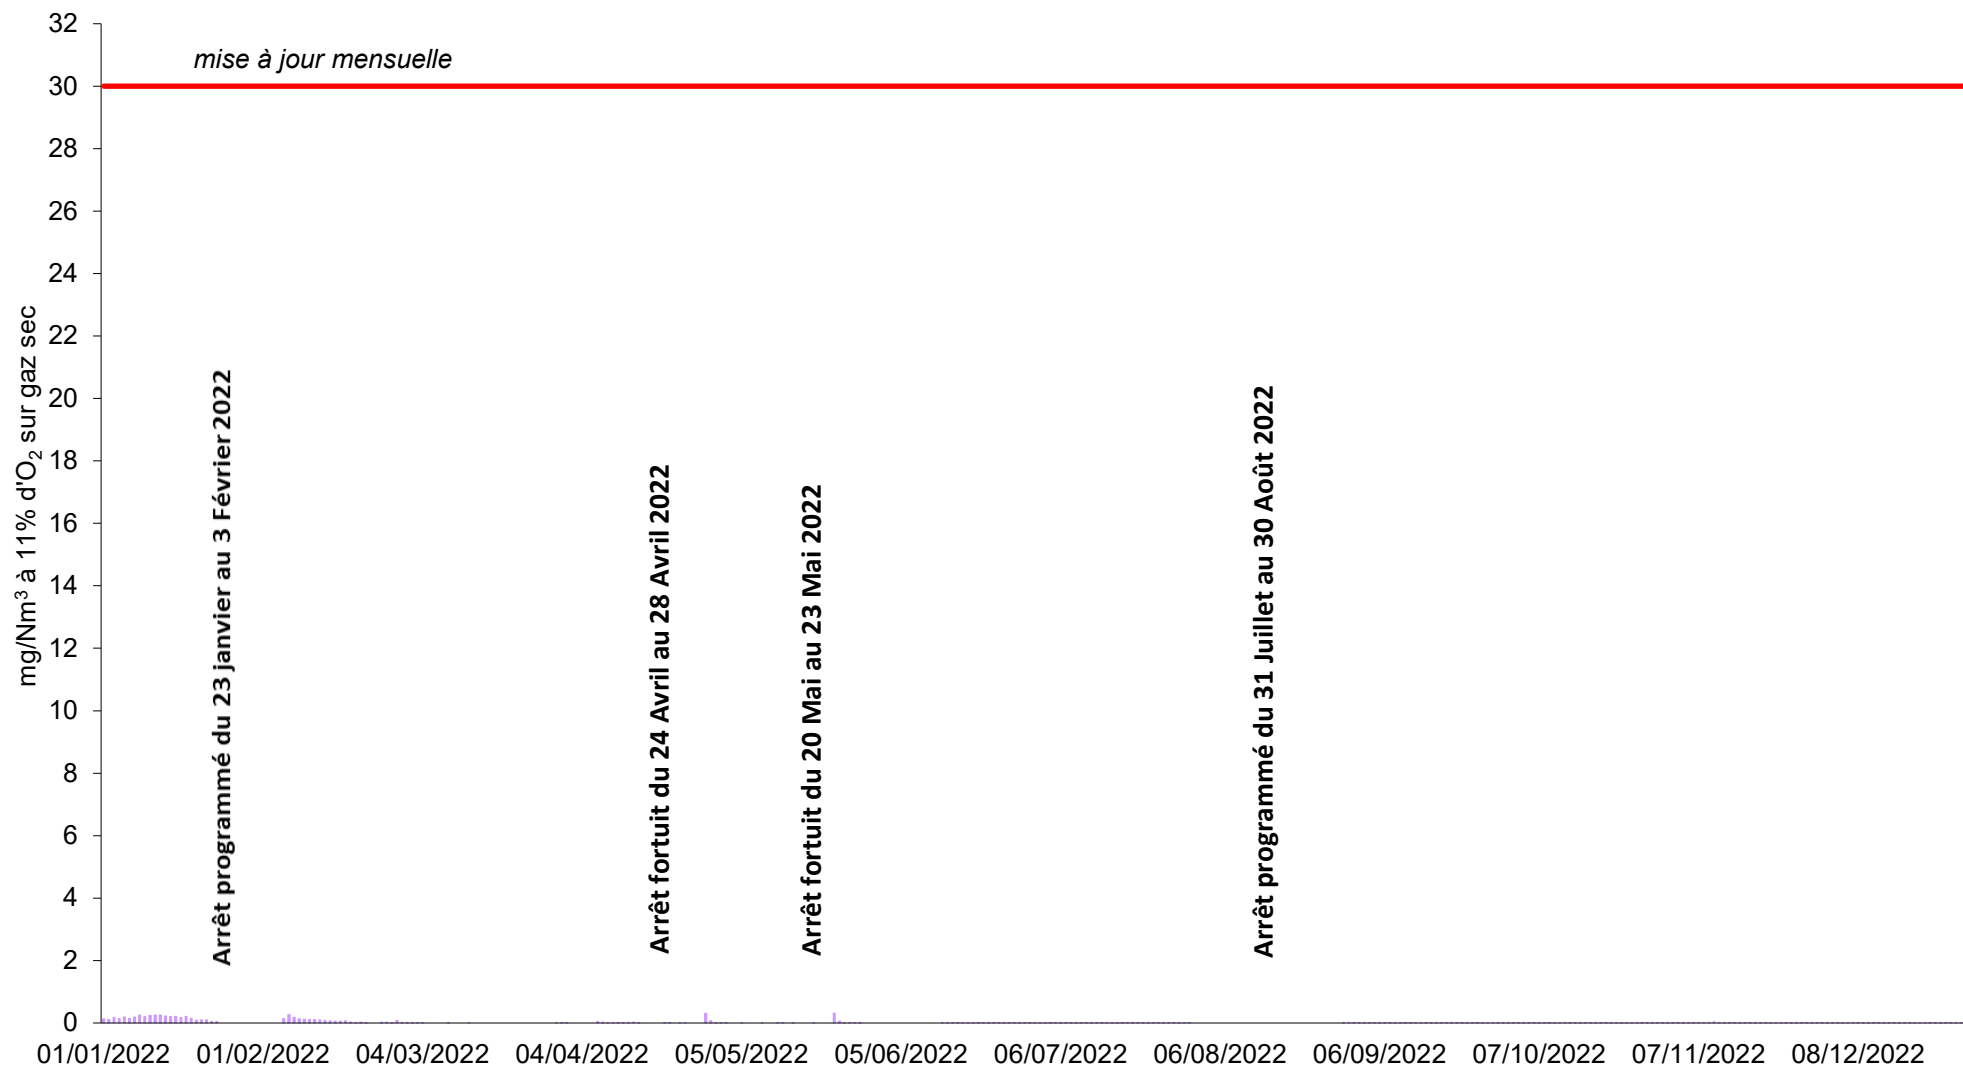 mise à jour mensuelle
32
30
28
26
24
22
20
18
16
14
12
10
8
6
4
2
0
mg/Nm³ à 11% d'O₂ sur gaz sec
Arrêt programmé du 23 janvier au 3 Février 2022
Arrêt fortuit du 24 Avril au 28 Avril 2022
Arrêt fortuit du 20 Mai au 23 Mai 2022
Arrêt programmé du 31 Juillet au 30 Août 2022
01/01/2022 01/02/2022 04/03/2022 04/04/2022 05/05/2022 05/06/2022 06/07/2022 06/08/2022 06/09/2022 07/10/2022 07/11/2022 08/12/2022